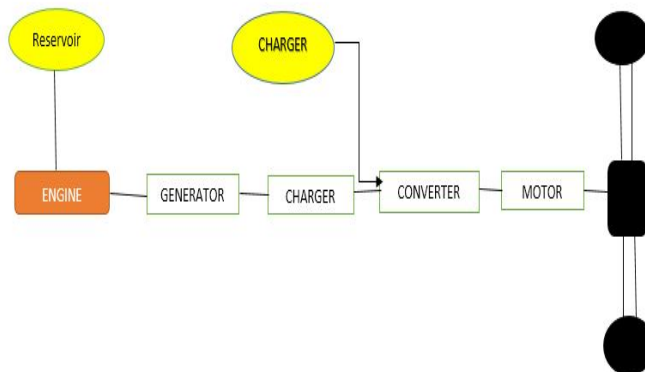 Reservoir
CHARGER
ENGINE
GENERATOR
CHARGER
CONVERTER
MOTOR